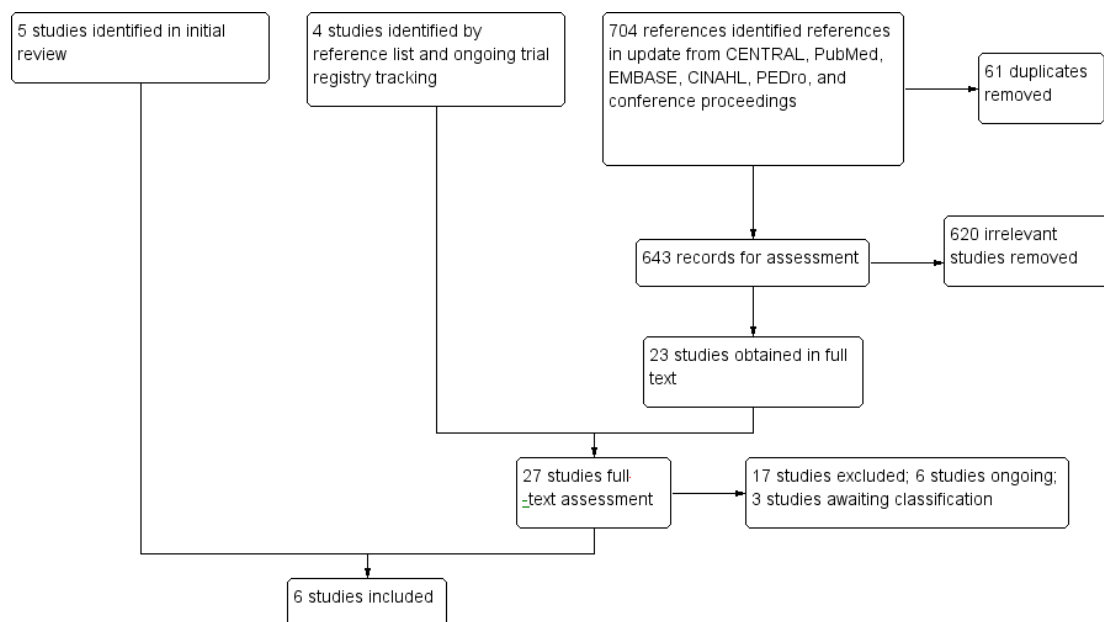 5 studies identified in initial
review
4 studies identified by
reference list and ongoing trial
registry tracking
704 references identified references
in update from CENTRAL, PubMed,
EMBASE, CINAHL, PEDro, and
conference proceedings
61 duplicates
removed
643 records for assessment
620 irrelevant
studies removed
23 studies obtained in full
text
27 studies full-
-text assessment
17 studies excluded; 6 studies ongoing;
3 studies awaiting classification
6 studies included